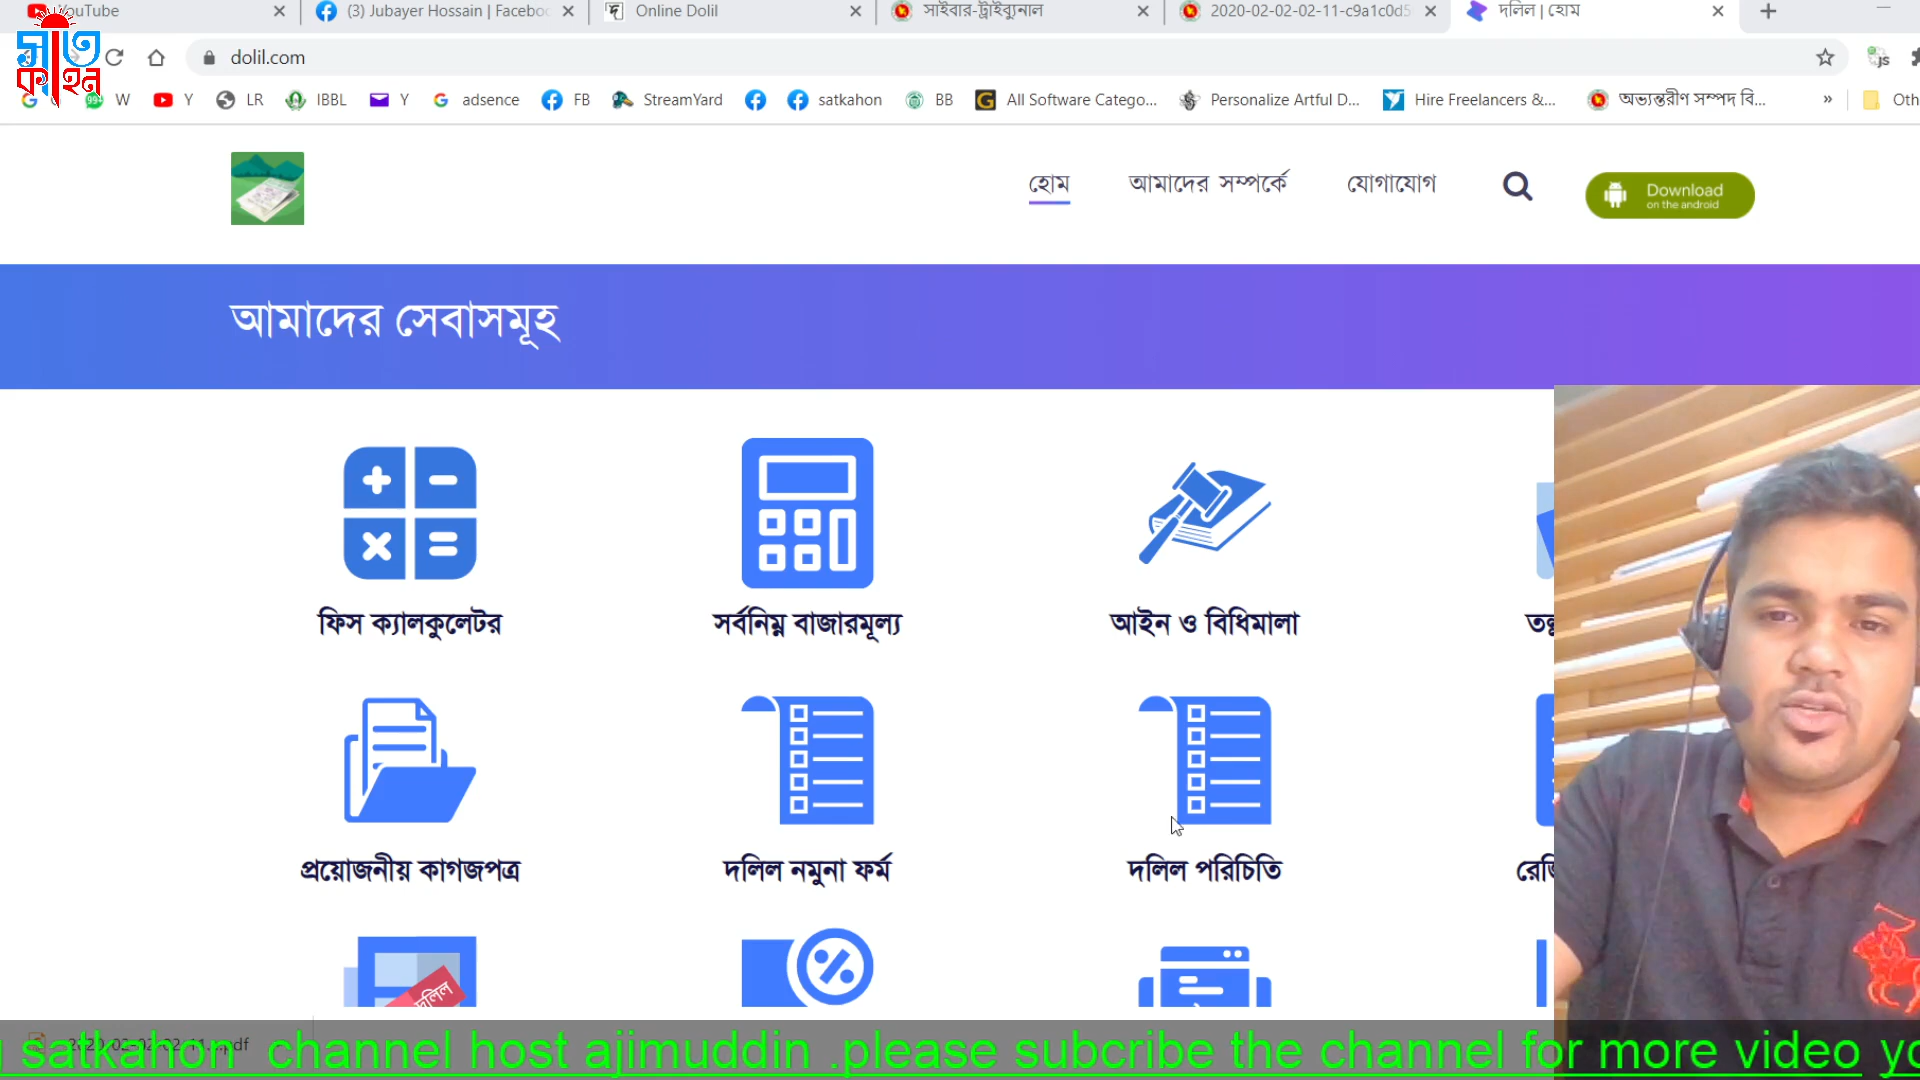 YouTube
(3) Jubayer Hossain | Facebo
Online Dolil
সাইবার-ট্রাইব্যুনাল
2020-02-02-02-11-c9a1c0d5
দলিল | হোম
সাত
কাহন
dolil.com
W
Y
LR
IBBL
Y
adsence
FB
StreamYard
satkahon
BB
All Software Catego...
Personalize Artful D...
Hire Freelancers &...
অভ্যন্তরীণ সম্পদ বি...
»
Oth
হোম
আমাদের সম্পর্কে
যোগাযোগ
Download
on the android
আমাদের সেবাসমূহ
ফিস ক্যালকুলেটর
সর্বনিম্ন বাজারমূল্য
আইন ও বিধিমালা
প্রয়োজনীয় কাগজপত্র
দলিল নমুনা ফর্ম
দলিল পরিচিতি
দলিল
satkahon channel host ajimuddin .please subcribe the channel for more video yo